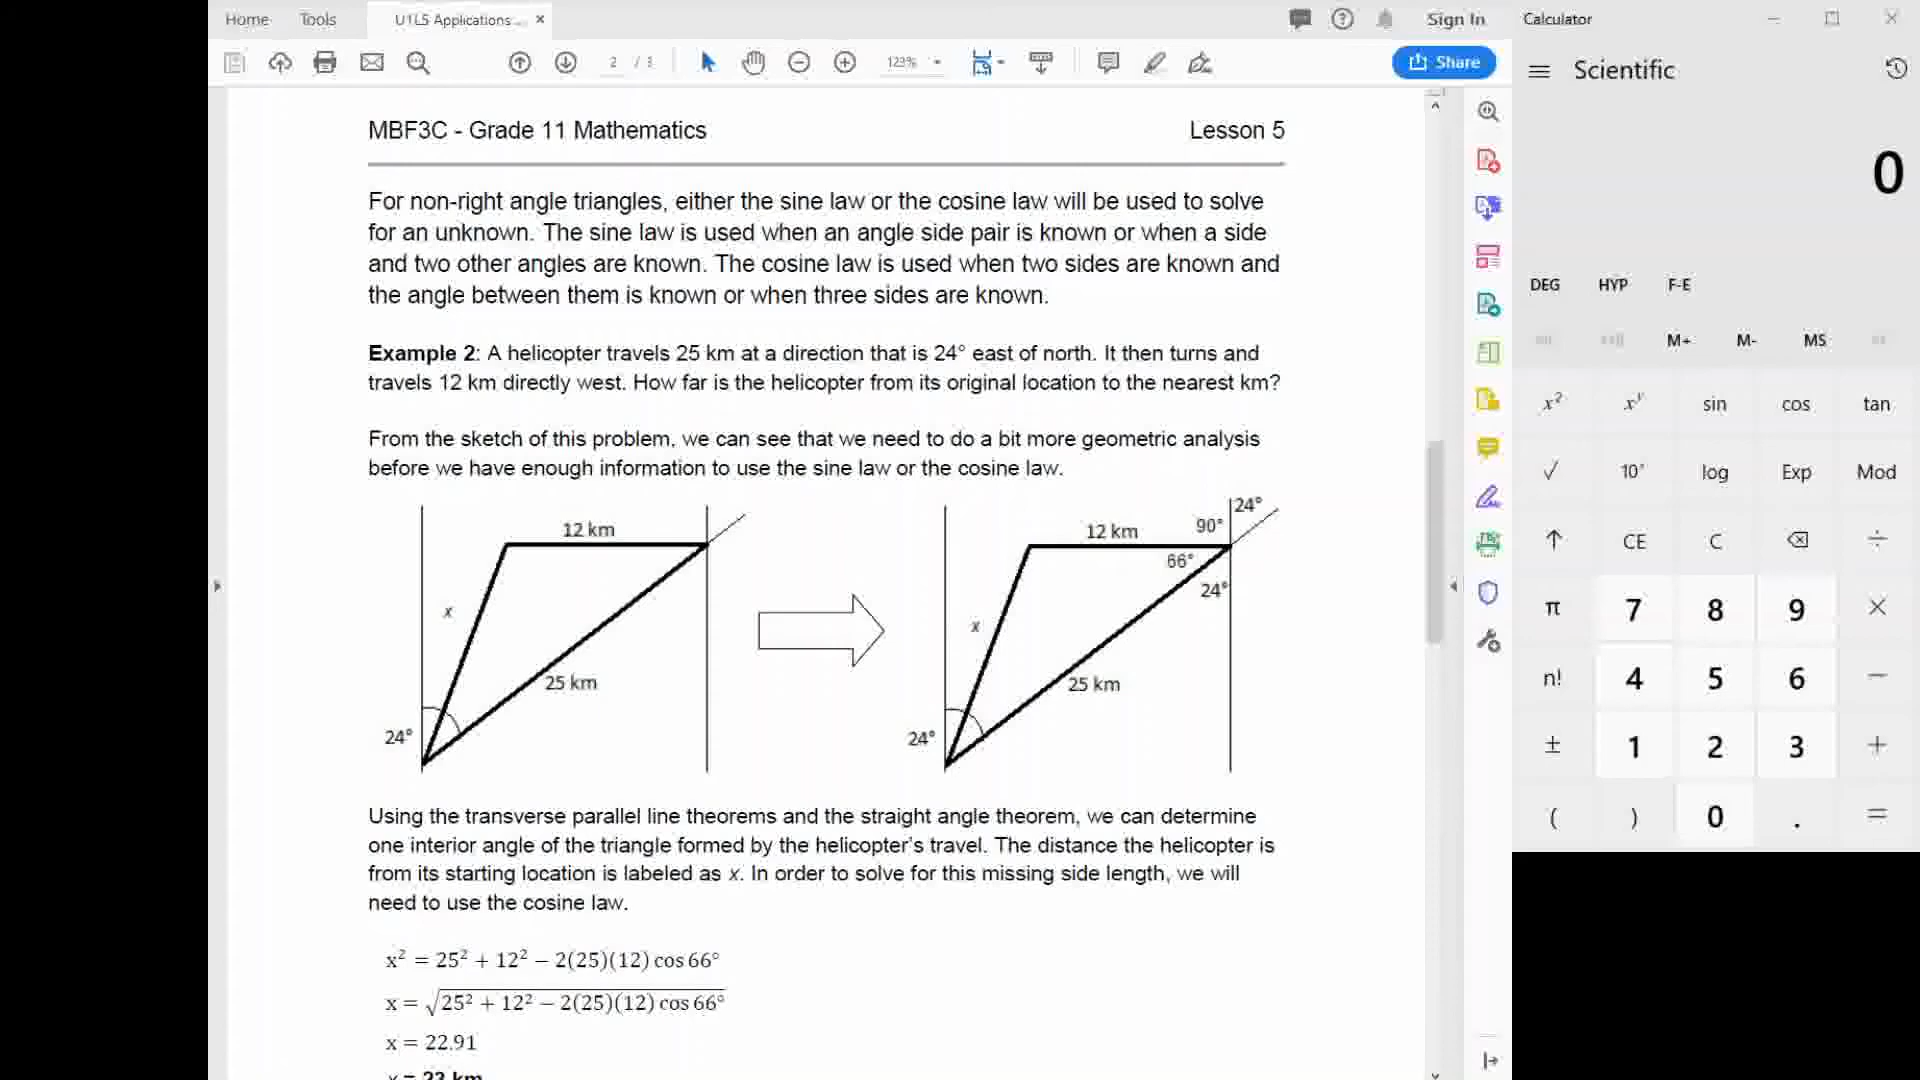 Home Tools U1L5 Applications ... × Sign In
2 / 3 123% Share
MBF3C - Grade 11 Mathematics Lesson 5
For non-right angle triangles, either the sine law or the cosine law will be used to solve
for an unknown. The sine law is used when an angle side pair is known or when a side
and two other angles are known. The cosine law is used when two sides are known and
the angle between them is known or when three sides are known.
Example 2: A helicopter travels 25 km at a direction that is 24° east of north. It then turns and
travels 12 km directly west. How far is the helicopter from its original location to the nearest km?
From the sketch of this problem, we can see that we need to do a bit more geometric analysis
before we have enough information to use the sine law or the cosine law.
12 km
x
25 km
24°
24°
90°
12 km
66°
24°
x
25 km
24°
Using the transverse parallel line theorems and the straight angle theorem, we can determine
one interior angle of the triangle formed by the helicopter's travel. The distance the helicopter is
from its starting location is labeled as x. In order to solve for this missing side length, we will
need to use the cosine law.
x² = 25² + 12² − 2(25)(12) cos 66°
x = √25² + 12² − 2(25)(12) cos 66°
x = 22.91
x = 23 km
Calculator
Scientific
0
DEG HYP F-E
M+ M- MS
x² xʸ sin cos tan
√ 10ˣ log Exp Mod
↑ CE C ⌫ ÷
π 7 8 9 ×
n! 4 5 6 −
± 1 2 3 +
( ) 0 . =